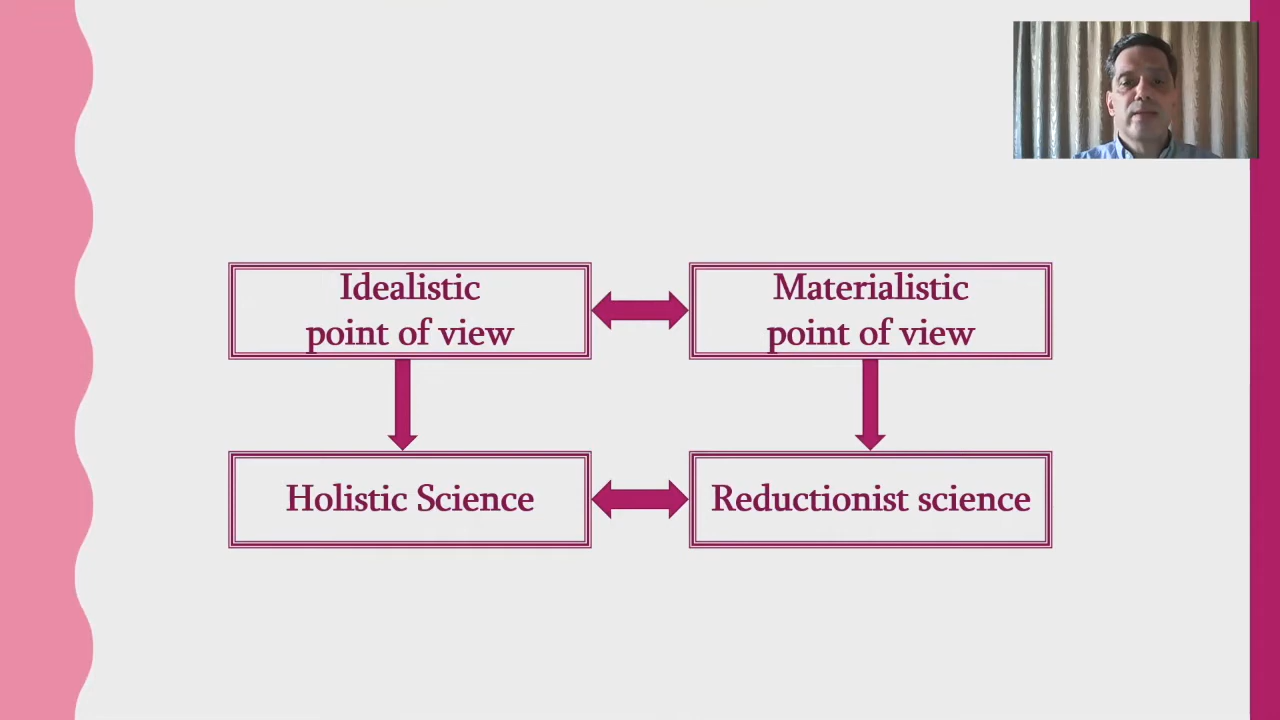 Idealistic
point of view
Materialistic
point of view
Holistic Science
Reductionist science